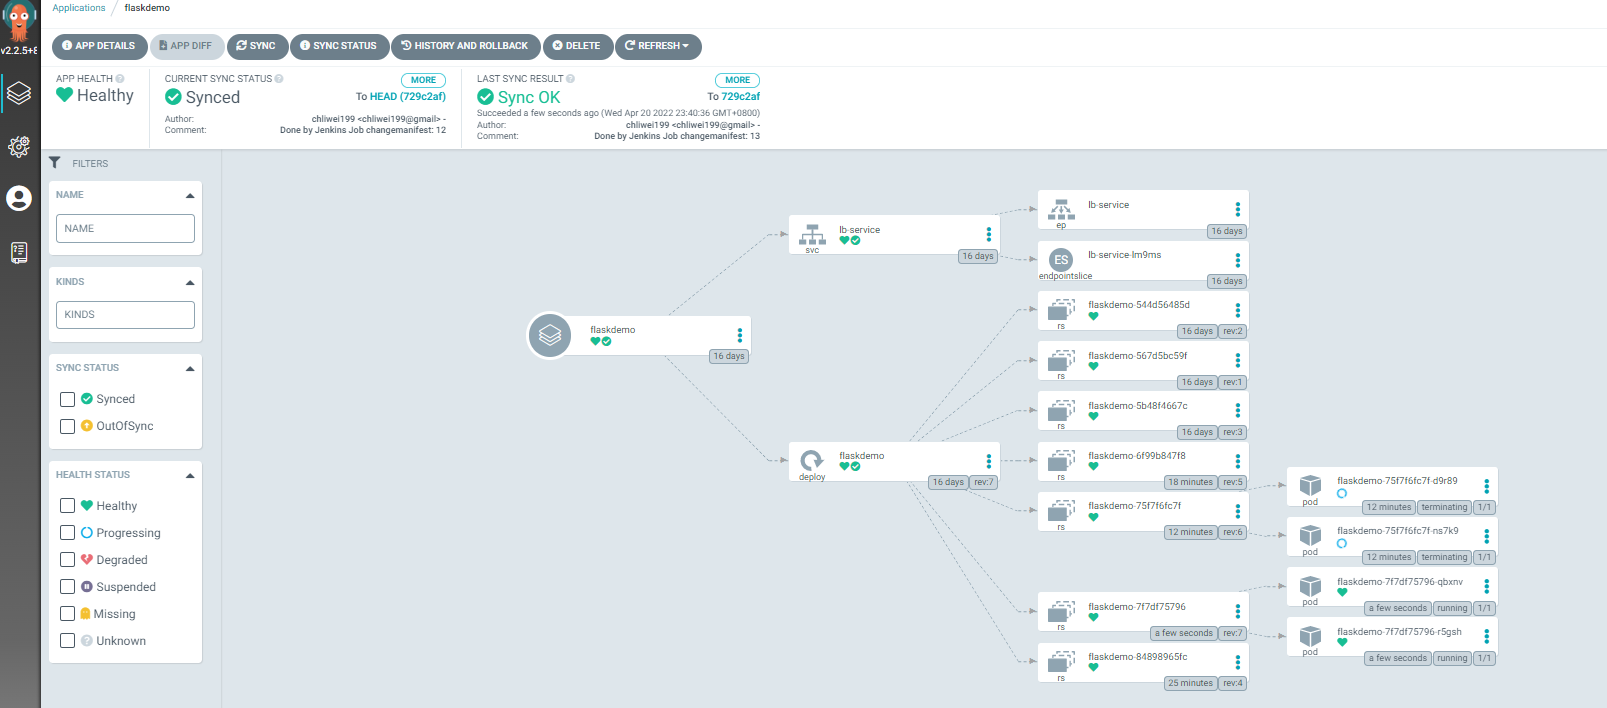 Applications / flaskdemo
v2.2.5+8
APP DETAILS
APP DIFF
SYNC
SYNC STATUS
HISTORY AND ROLLBACK
DELETE
REFRESH
APP HEALTH
Healthy
CURRENT SYNC STATUS
MORE
Synced
To HEAD (729c2af)
Author:
chliwei199 <chliwei199@gmail> -
Comment:
Done by Jenkins Job changemanifest: 12
LAST SYNC RESULT
MORE
Sync OK
To 729c2af
Succeeded a few seconds ago (Wed Apr 20 2022 23:40:36 GMT+0800)
Author:
chliwei199 <chliwei199@gmail> -
Comment:
Done by Jenkins Job changemanifest: 13
FILTERS
NAME
NAME
KINDS
KINDS
SYNC STATUS
Synced
OutOfSync
HEALTH STATUS
Healthy
Progressing
Degraded
Suspended
Missing
Unknown
flaskdemo
16 days
lb-service
svc
16 days
flaskdemo
deploy
16 days rev:7
lb-service
ep
16 days
ES
lb-service-lm9ms
endpointslice
16 days
flaskdemo-544d56485d
rs
16 days rev:2
flaskdemo-567d5bc59f
rs
16 days rev:1
flaskdemo-5b48f4667c
rs
16 days rev:3
flaskdemo-6f99b847f8
rs
18 minutes rev:5
flaskdemo-75f7f6fc7f
rs
12 minutes rev:6
flaskdemo-7f7df75796
rs
a few seconds rev:7
flaskdemo-84898965fc
rs
25 minutes rev:4
flaskdemo-75f7f6fc7f-d9r89
pod
12 minutes terminating 1/1
flaskdemo-75f7f6fc7f-ns7k9
pod
12 minutes terminating 1/1
flaskdemo-7f7df75796-qbxnv
pod
a few seconds running 1/1
flaskdemo-7f7df75796-r5gsh
pod
a few seconds running 1/1